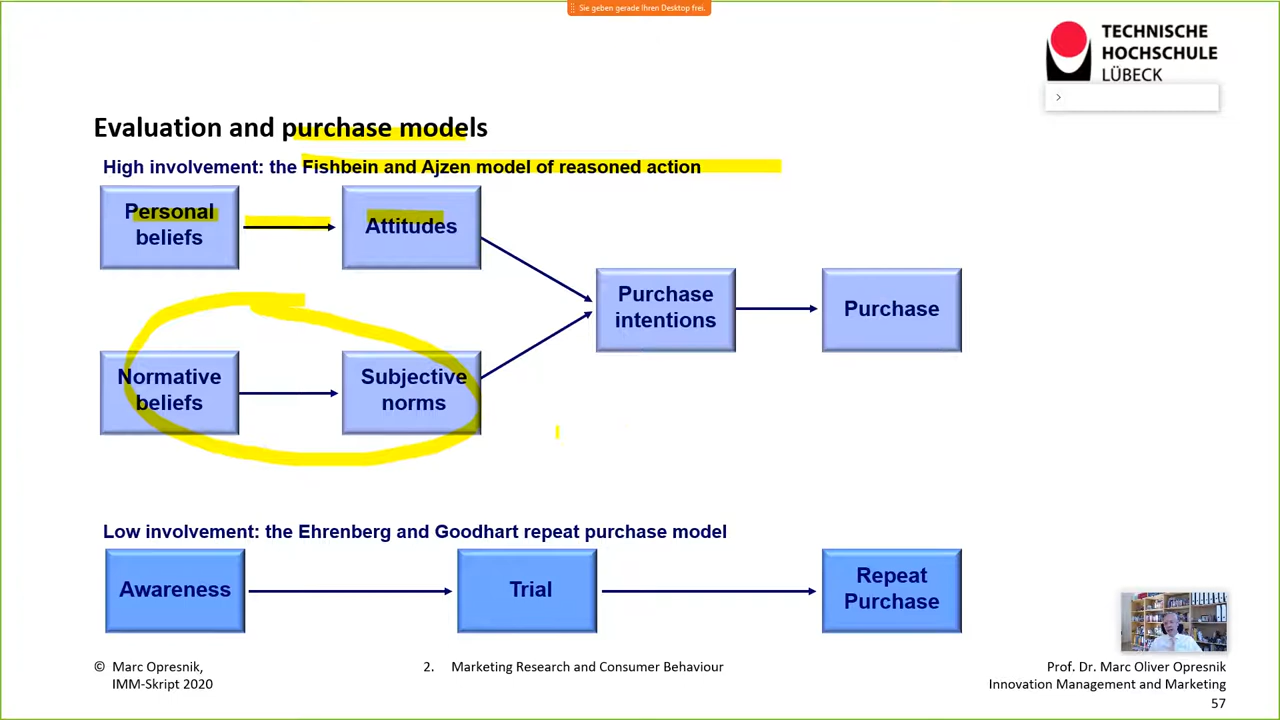 Sie geben gerade Ihren Desktop frei.
TECHNISCHE
HOCHSCHULE
LÜBECK
Evaluation and purchase models
High involvement: the Fishbein and Ajzen model of reasoned action
Personal
beliefs
Attitudes
Purchase
intentions
Purchase
Normative
beliefs
Subjective
norms
Low involvement: the Ehrenberg and Goodhart repeat purchase model
Awareness
Trial
Repeat
Purchase
© Marc Opresnik,
IMM-Skript 2020
2. Marketing Research and Consumer Behaviour
Prof. Dr. Marc Oliver Opresnik
Innovation Management and Marketing
57